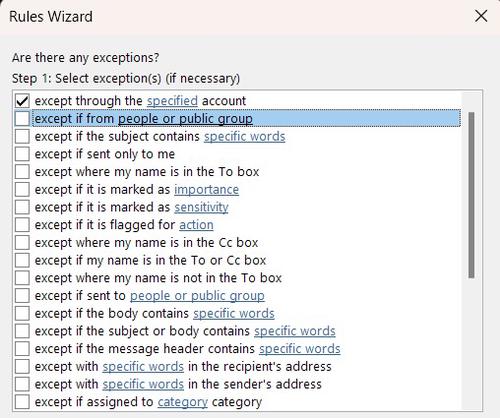 Rules Wizard
Are there any exceptions?
Step 1: Select exception(s) (if necessary)
except through the specified account
except if from people or public group
except if the subject contains specific words
except if sent only to me
except where my name is in the To box
except if it is marked as importance
except if it is marked as sensitivity
except if it is flagged for action
except where my name is in the Cc box
except if my name is in the To or Cc box
except where my name is not in the To box
except if sent to people or public group
except if the body contains specific words
except if the subject or body contains specific words
except if the message header contains specific words
except with specific words in the recipient's address
except with specific words in the sender's address
except if assigned to category category